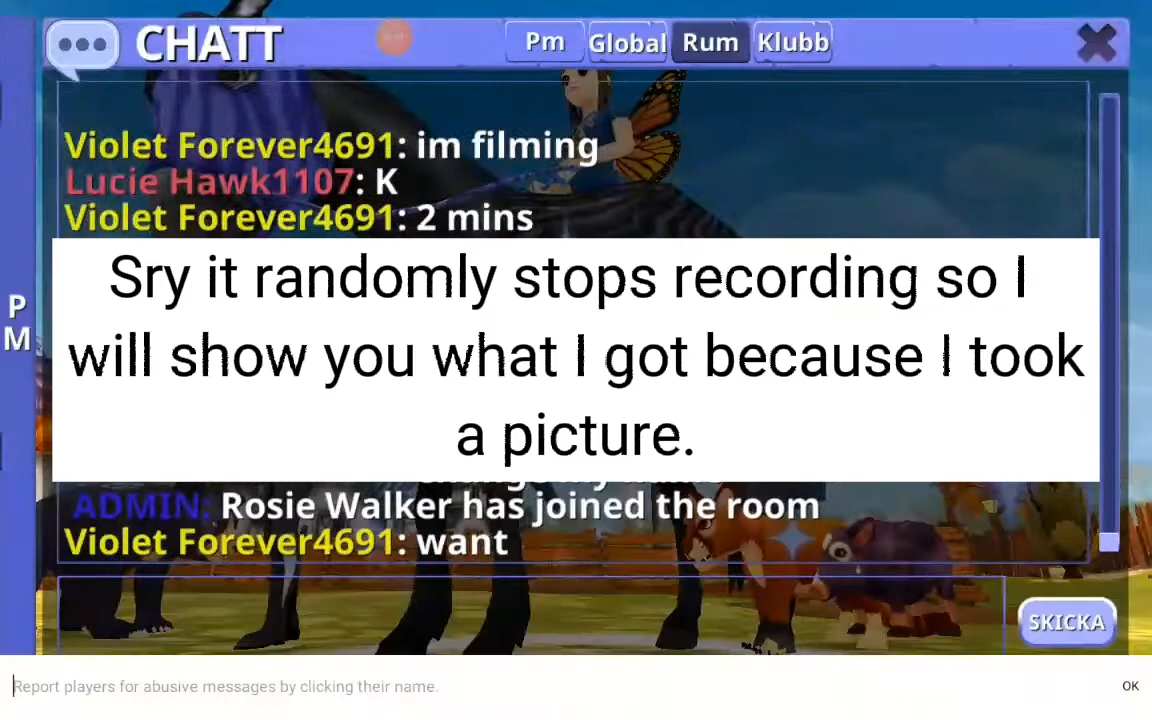 CHATT
Pm
Global
Rum
Klubb
Violet Forever4691: im filming
Lucie Hawk1107: K
Violet Forever4691: 2 mins
P
M
Sry it randomly stops recording so I
will show you what I got because I took
a picture.
ADMIN: Rosie Walker has joined the room
Violet Forever4691: want
SKICKA
Report players for abusive messages by clicking their name.
OK